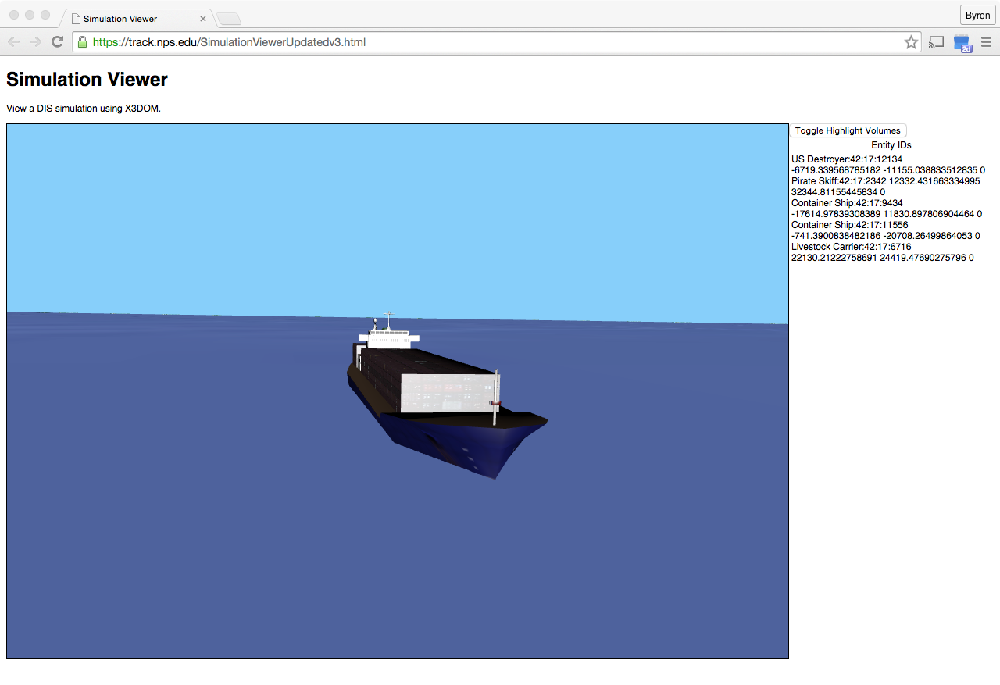 Simulation Viewer
Byron
https://track.nps.edu/SimulationViewerUpdatedv3.html
2d
Simulation Viewer
View a DIS simulation using X3DOM.
Toggle Highlight Volumes
Entity IDs
US Destroyer:42:17:12134
-6719.339568785182 -11155.038833512835 0
Pirate Skiff:42:17:2342 12332.431663334995
32344.81155445834 0
Container Ship:42:17:9434
-17614.97839308389 11830.897806904464 0
Container Ship:42:17:11556
-741.3900838482186 -20708.26499864053 0
Livestock Carrier:42:17:6716
22130.21222758691 24419.47690275796 0